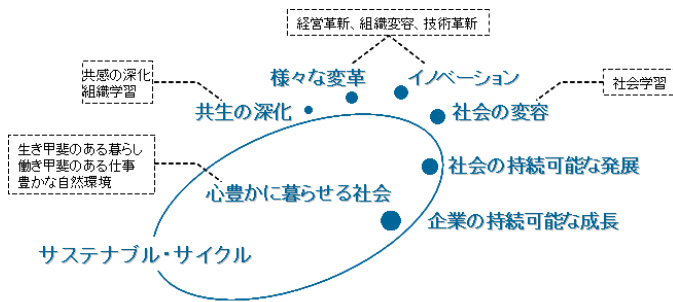 経営革新、組織変容、技術革新
共感の深化
組織学習
様々な変革
イノベーション
社会学習
共生の深化
社会の変容
生き甲斐のある暮らし
働き甲斐のある仕事
豊かな自然環境
社会の持続可能な発展
心豊かに暮らせる社会
企業の持続可能な成長
サステナブル・サイクル